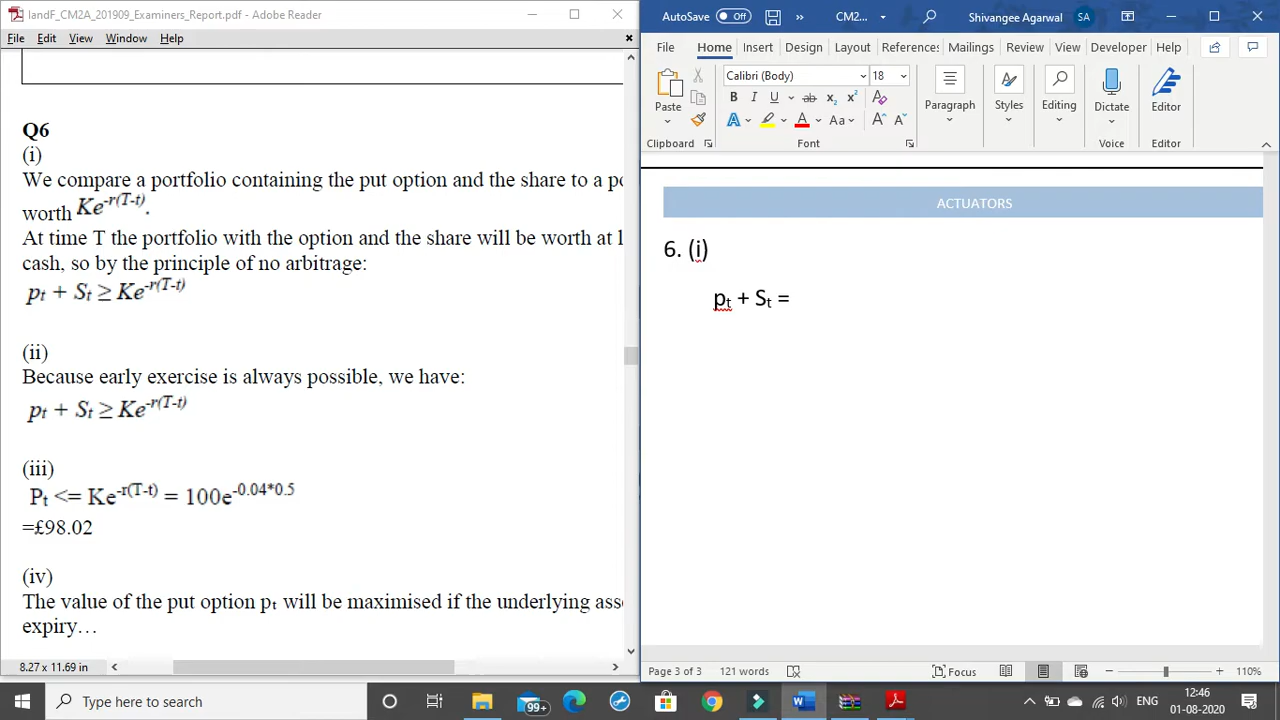 landF_CM2A_201909_Examiners_Report.pdf - Adobe Reader
File Edit View Window Help
Q6
(i)
We compare a portfolio containing the put option and the share to a po
worth Ke-r(T-t).
At time T the portfolio with the option and the share will be worth at l
cash, so by the principle of no arbitrage:
pt + St ≥ Ke-r(T-t)
(ii)
Because early exercise is always possible, we have:
pt + St ≥ Ke-r(T-t)
(iii)
Pt <= Ke-r(T-t) = 100e-0.04*0.5
=£98.02
(iv)
The value of the put option pt will be maximised if the underlying asse
expiry…
8.27 x 11.69 in
AutoSave Off CM2... Shivangee Agarwal SA
File Home Insert Design Layout References Mailings Review View Developer Help
Calibri (Body) 18
Paste B I U ab x2 x2 A A A Aa A A
Paragraph Styles Editing Dictate Editor
Clipboard Font Voice Editor
ACTUATORS
6. (i)
pt + St =
Page 3 of 3 121 words Focus 110%
Type here to search 99+ ENG 12:46 01-08-2020